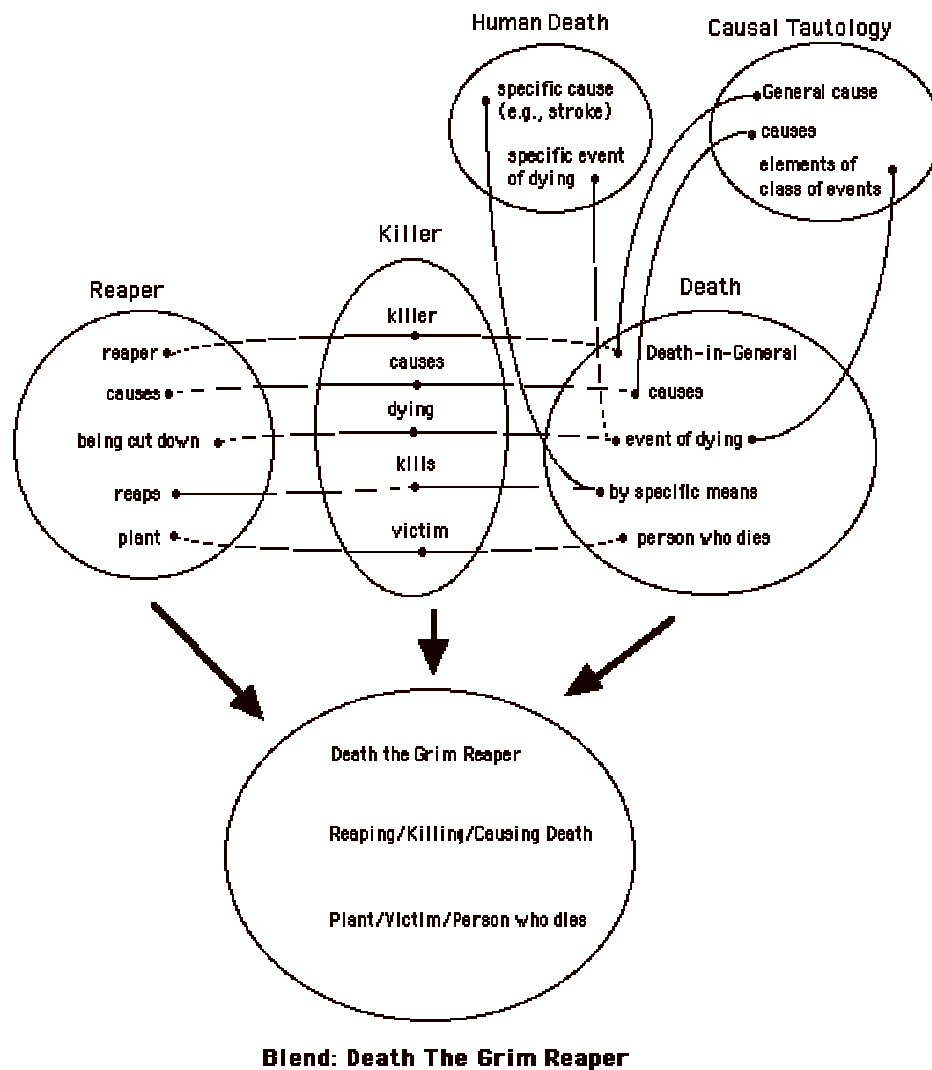 Human Death
Causal Tautology
specific cause
(e.g., stroke)
specific event
of dying
General cause
causes
elements of
class of events
Killer
Reaper
Death
killer
reaper
Death-in-General
causes
causes
causes
dying
being cut down
event of dying
kills
reaps
by specific means
victim
plant
person who dies
Death the Grim Reaper
Reaping/Killing/Causing Death
Plant/Victim/Person who dies
Blend: Death The Grim Reaper